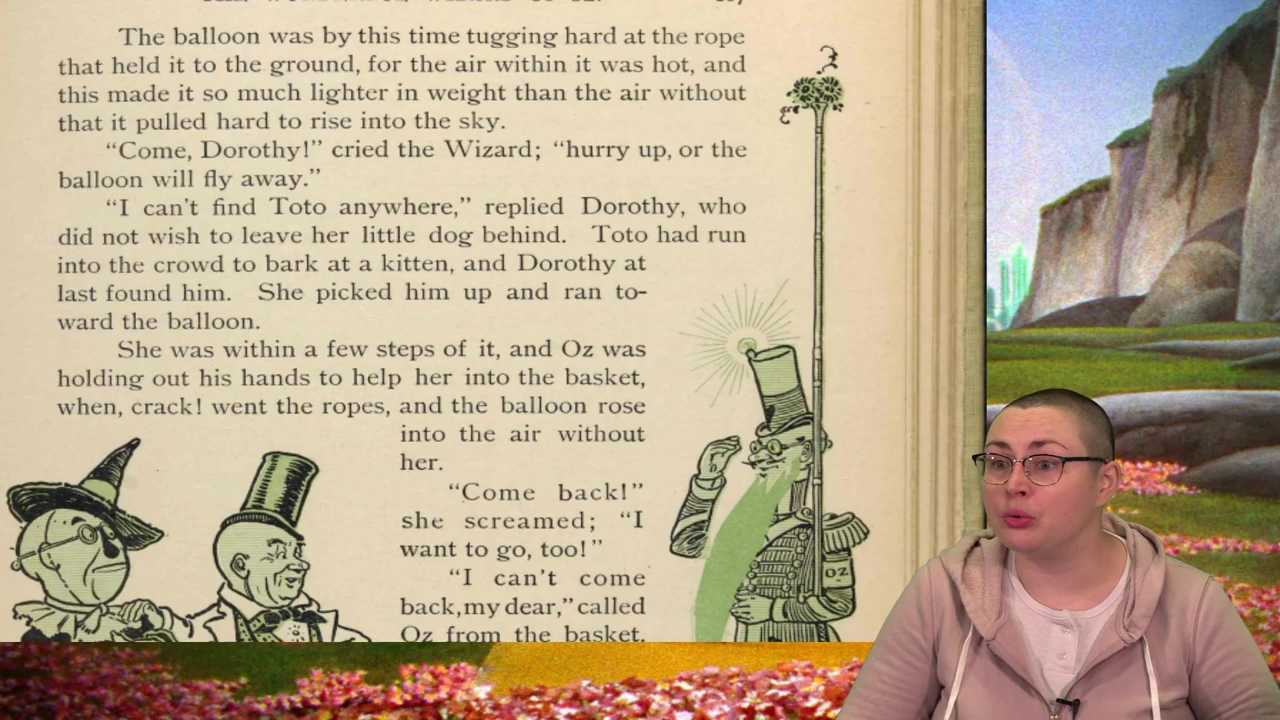 The balloon was by this time tugging hard at the rope
that held it to the ground, for the air within it was hot, and
this made it so much lighter in weight than the air without
that it pulled hard to rise into the sky.
“Come, Dorothy!” cried the Wizard; “hurry up, or the
balloon will fly away.”
“I can't find Toto anywhere,” replied Dorothy, who
did not wish to leave her little dog behind. Toto had run
into the crowd to bark at a kitten, and Dorothy at
last found him. She picked him up and ran to-
ward the balloon.
She was within a few steps of it, and Oz was
holding out his hands to help her into the basket,
when, crack! went the ropes, and the balloon rose
into the air without
her.
“Come back!”
she screamed; “I
want to go, too!”
“I can't come
back,my dear,” called
Oz from the basket.
OZ